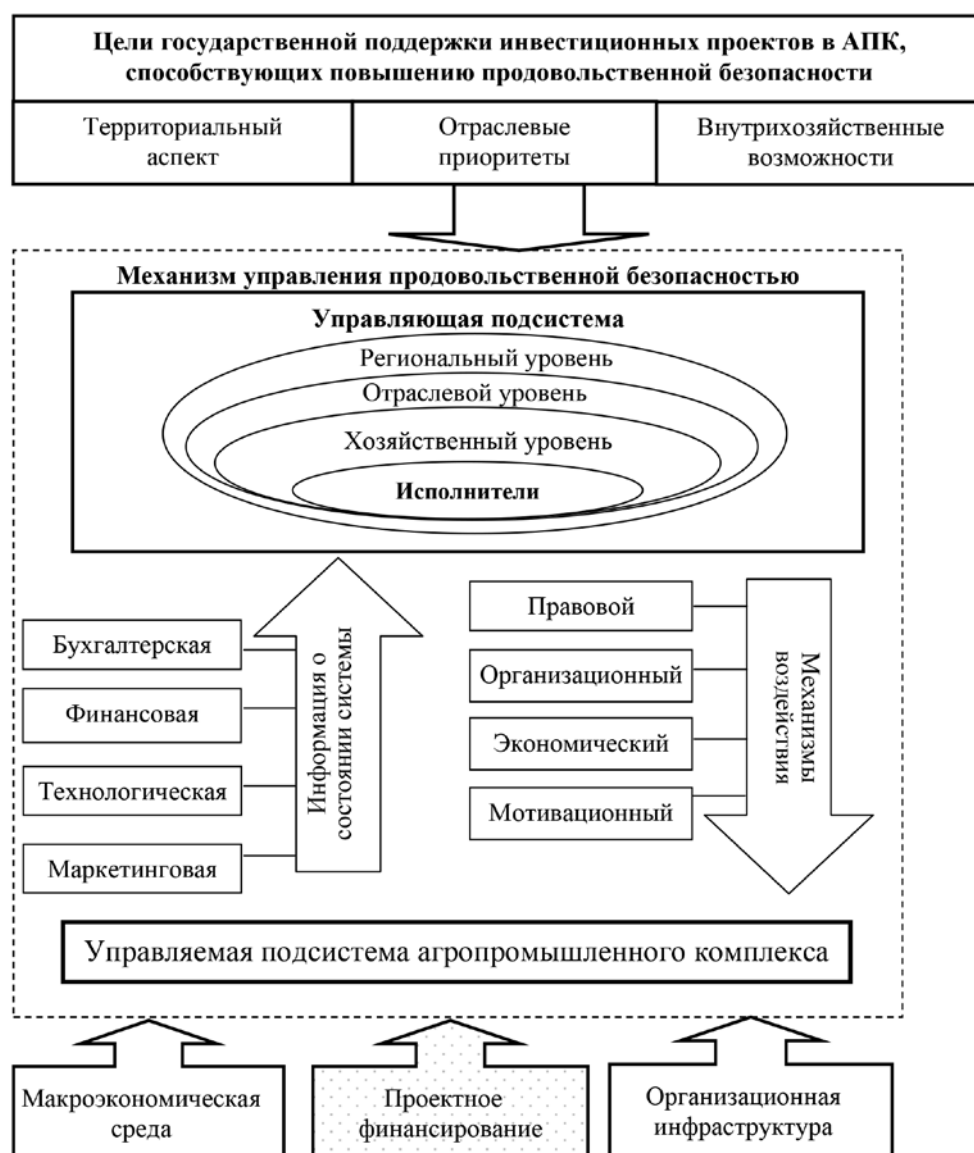 Цели государственной поддержки инвестиционных проектов в АПК,
способствующих повышению продовольственной безопасности
Территориальный
аспект
Отраслевые
приоритеты
Внутрихозяйственные
возможности
Механизм управления продовольственной безопасностью
Управляющая подсистема
Региональный уровень
Отраслевой уровень
Хозяйственный уровень
Исполнители
Бухгалтерская
Финансовая
Технологическая
Маркетинговая
Информация о
состоянии системы
Правовой
Организационный
Экономический
Мотивационный
Механизмы
воздействия
Управляемая подсистема агропромышленного комплекса
Макроэкономическая
среда
Проектное
финансирование
Организационная
инфраструктура